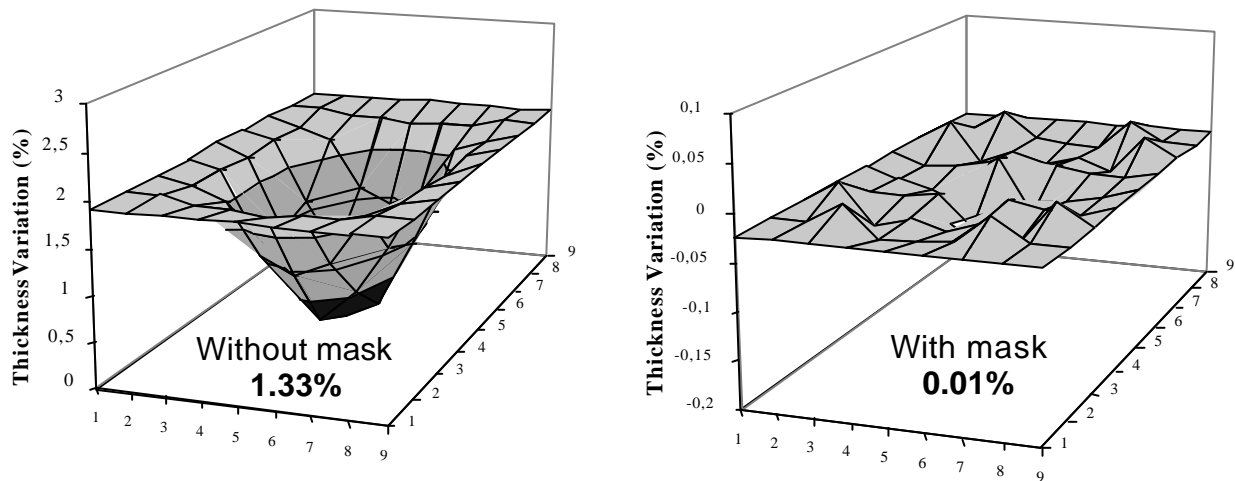 Thickness Variation (%)
3
2,5
2
1,5
1
0,5
0
1 2 3 4 5 6 7 8 9
1 2 3 4 5 6 7 8 9
Without mask
1.33%
Thickness Variation (%)
0,1
0,05
0
-0,05
-0,1
-0,15
-0,2
1 2 3 4 5 6 7 8 9
1 2 3 4 5 6 7 8 9
With mask
0.01%